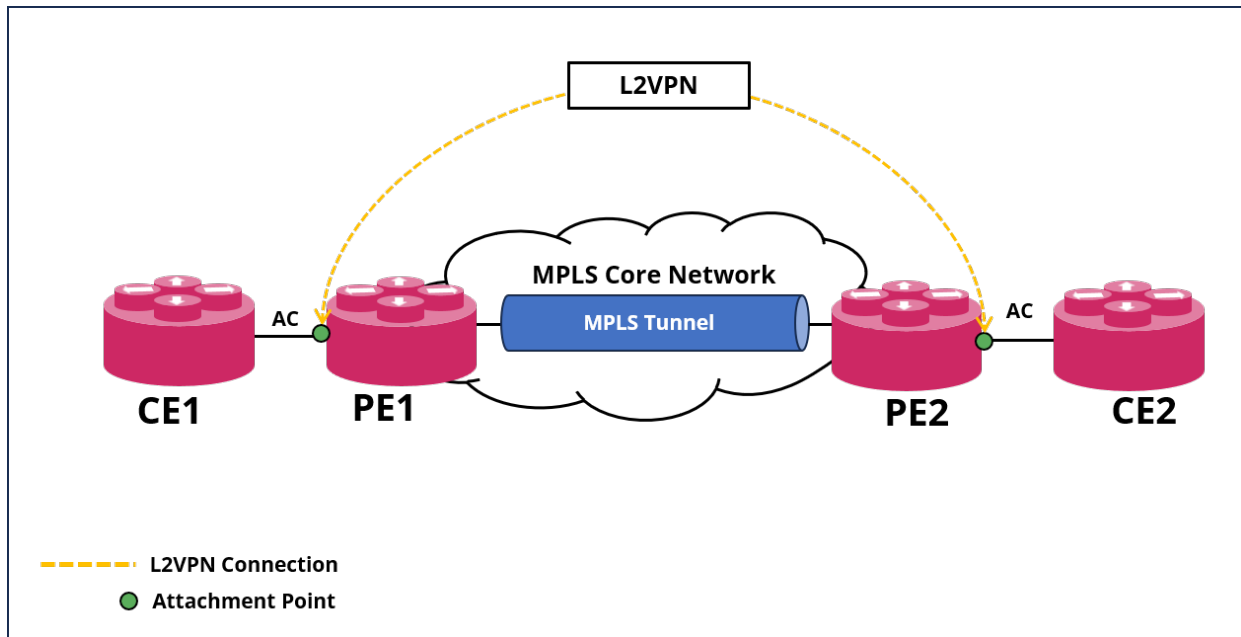 L2VPN
MPLS Core Network
MPLS Tunnel
AC
AC
CE1
PE1
PE2
CE2
L2VPN Connection
Attachment Point